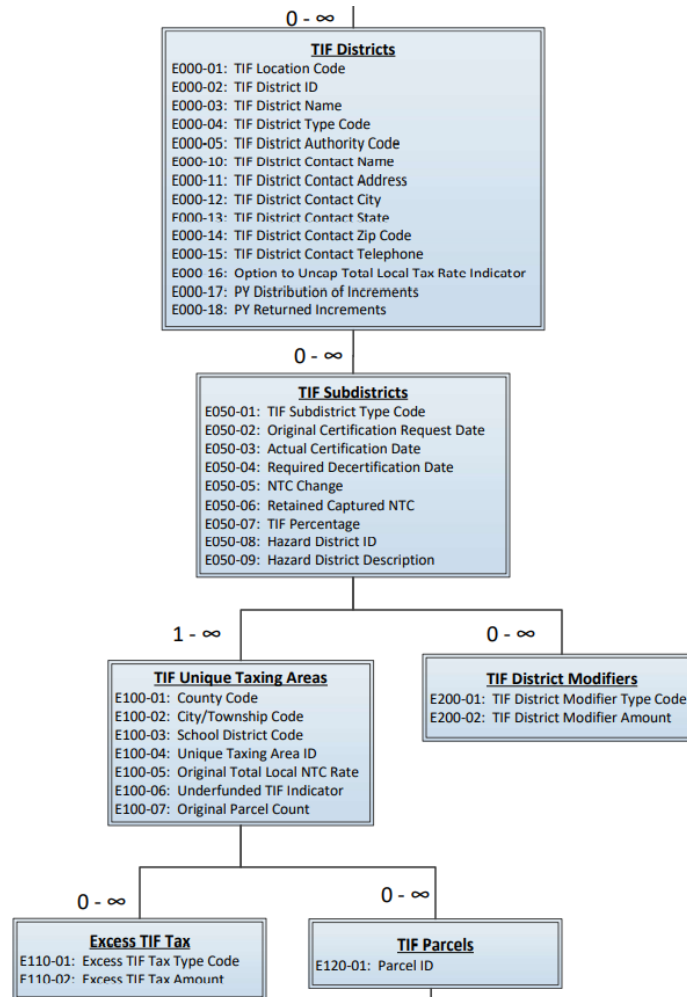 0 - ∞
TIF Districts
E000-01: TIF Location Code
E000-02: TIF District ID
E000-03: TIF District Name
E000-04: TIF District Type Code
E000-05: TIF District Authority Code
E000-10: TIF District Contact Name
E000-11: TIF District Contact Address
E000-12: TIF District Contact City
E000-13: TIF District Contact State
E000-14: TIF District Contact Zip Code
E000-15: TIF District Contact Telephone
E000-16: Option to Uncap Total Local Tax Rate Indicator
E000-17: PY Distribution of Increments
E000-18: PY Returned Increments
0 - ∞
TIF Subdistricts
E050-01: TIF Subdistrict Type Code
E050-02: Original Certification Request Date
E050-03: Actual Certification Date
E050-04: Required Decertification Date
E050-05: NTC Change
E050-06: Retained Captured NTC
E050-07: TIF Percentage
E050-08: Hazard District ID
E050-09: Hazard District Description
1 - ∞
TIF Unique Taxing Areas
E100-01: County Code
E100-02: City/Township Code
E100-03: School District Code
E100-04: Unique Taxing Area ID
E100-05: Original Total Local NTC Rate
E100-06: Underfunded TIF Indicator
E100-07: Original Parcel Count
0 - ∞
TIF District Modifiers
E200-01: TIF District Modifier Type Code
E200-02: TIF District Modifier Amount
0 - ∞
Excess TIF Tax
E110-01: Excess TIF Tax Type Code
E110-02: Excess TIF Tax Amount
0 - ∞
TIF Parcels
E120-01: Parcel ID